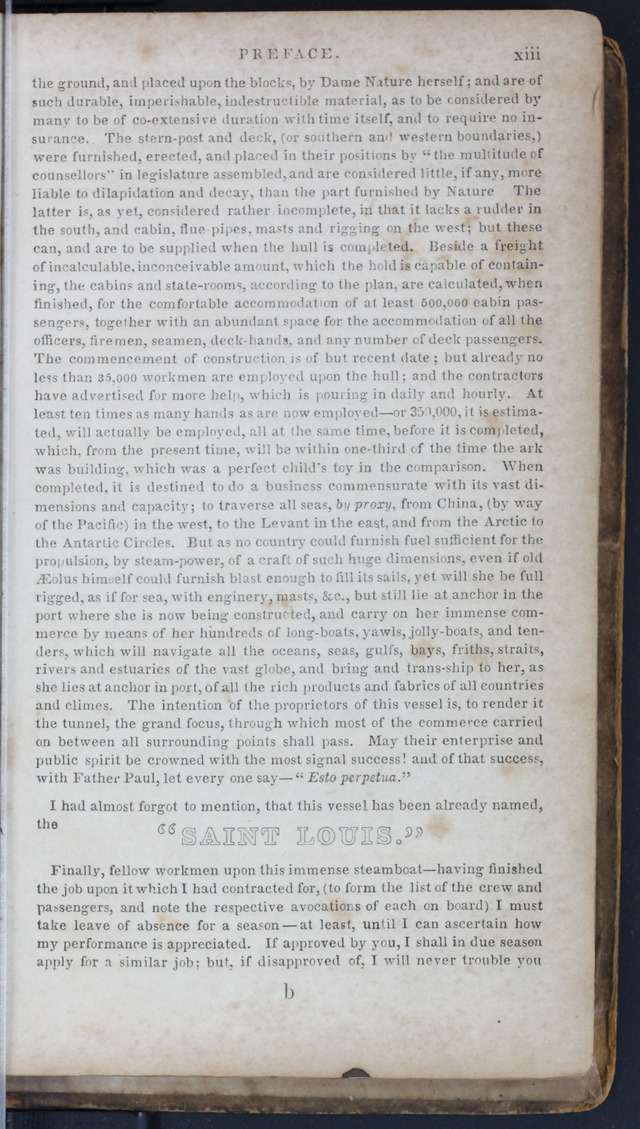 PREFACE. xiii
the ground, and placed upon the blocks, by Dame Nature herself; and are of
such durable, imperishable, indestructible material, as to be considered by
many to be of co-extensive duration with time itself, and to require no in-
surance. The stern-post and deck, (or southern and western boundaries,)
were furnished, erected, and placed in their positions by “the multitude of
counsellors” in legislature assembled, and are considered little, if any, more
liable to dilapidation and decay, than the part furnished by Nature The
latter is, as yet, considered rather incomplete, in that it lacks a rudder in
the south, and cabin, flue-pipes, masts and rigging on the west; but these
can, and are to be supplied when the hull is completed. Beside a freight
of incalculable, inconceivable amount, which the hold is capable of contain-
ing, the cabins and state-rooms, according to the plan, are calculated, when
finished, for the comfortable accommodation of at least 500,000 cabin pas-
sengers, together with an abundant space for the accommodation of all the
officers, firemen, seamen, deck-hands, and any number of deck passengers.
The commencement of construction is of but recent date; but already no
less than 35,000 workmen are employed upon the hull; and the contractors
have advertised for more help, which is pouring in daily and hourly. At
least ten times as many hands as are now employed—or 350,000, it is estima-
ted, will actually be employed, all at the same time, before it is completed,
which, from the present time, will be within one-third of the time the ark
was building, which was a perfect child's toy in the comparison. When
completed, it is destined to do a business commensurate with its vast di-
mensions and capacity; to traverse all seas, by proxy, from China, (by way
of the Pacific) in the west, to the Levant in the east, and from the Arctic to
the Antartic Circles. But as no country could furnish fuel sufficient for the
propulsion, by steam-power, of a craft of such huge dimensions, even if old
Æolus himself could furnish blast enough to fill its sails, yet will she be full
rigged, as if for sea, with enginery, masts, &c., but still lie at anchor in the
port where she is now being constructed, and carry on her immense com-
merce by means of her hundreds of long-boats, yawls, jolly-boats, and ten-
ders, which will navigate all the oceans, seas, gulfs, bays, friths, straits,
rivers and estuaries of the vast globe, and bring and trans-ship to her, as
she lies at anchor in port, of all the rich products and fabrics of all countries
and climes. The intention of the proprietors of this vessel is, to render it
the tunnel, the grand focus, through which most of the commerce carried
on between all surrounding points shall pass. May their enterprise and
public spirit be crowned with the most signal success! and of that success,
with Father Paul, let every one say—“Esto perpetua.”
I had almost forgot to mention, that this vessel has been already named,
the “SAINT LOUIS.”
Finally, fellow workmen upon this immense steamboat—having finished
the job upon it which I had contracted for, (to form the list of the crew and
passengers, and note the respective avocations of each on board) I must
take leave of absence for a season—at least, until I can ascertain how
my performance is appreciated. If approved by you, I shall in due season
apply for a similar job; but, if disapproved of, I will never trouble you
b